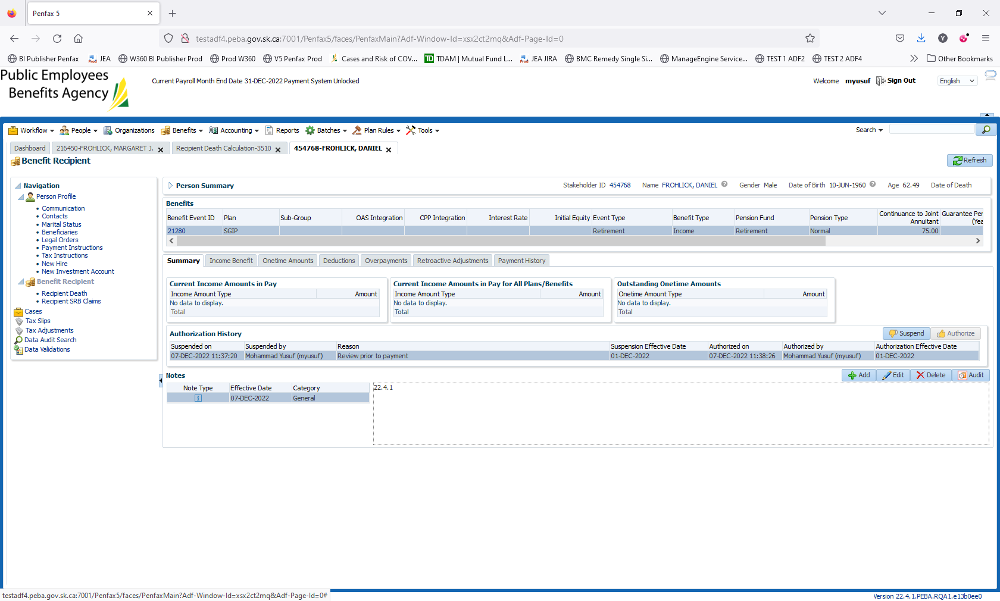 Penfax 5
testadf4.peba.gov.sk.ca:7001/Penfax5/faces/PenfaxMain?Adf-Window-Id=xsx2ct2mq&Adf-Page-Id=0
BI Publisher Penfax JEA W360 BI Publisher Prod Prod W360 V5 Penfax Prod Cases and Risk of COV... TDAM | Mutual Fund L... JEA JIRA BMC Remedy Single Si... ManageEngine Service... TEST 1 ADF2 TEST 2 ADF4 Other Bookmarks
Public Employees
Benefits Agency
Current Payroll Month End Date 31-DEC-2022 Payment System Unlocked
Welcome myusuf Sign Out English
Workflow People Organizations Benefits Accounting Reports Batches Plan Rules Tools Search
Dashboard 216450-FROHLICK, MARGARET J. Recipient Death Calculation-3510 454768-FROHLICK, DANIEL
Benefit Recipient
Refresh
Navigation
Person Profile
Communication
Contacts
Marital Status
Beneficiaries
Legal Orders
Payment Instructions
Tax Instructions
New Hire
New Investment Account
Benefit Recipient
Recipient Death
Recipient SRB Claims
Cases
Tax Slips
Tax Adjustments
Data Audit Search
Data Validations
Person Summary Stakeholder ID 454768 Name FROHLICK, DANIEL Gender Male Date of Birth 10-JUN-1960 Age 62.49 Date of Death
Benefits
Benefit Event ID Plan Sub-Group OAS Integration CPP Integration Interest Rate Initial Equity Event Type Benefit Type Pension Fund Pension Type Continuance to Joint Annuitant Guarantee Per (Yea
21280 SGIP Retirement Income Retirement Normal 75.00
Summary Income Benefit Onetime Amounts Deductions Overpayments Retroactive Adjustments Payment History
Current Income Amounts in Pay
Income Amount Type Amount
No data to display.
Total
Current Income Amounts in Pay for All Plans/Benefits
Income Amount Type Amount
No data to display.
Total
Outstanding Onetime Amounts
Onetime Amount Type Amount
No data to display.
Total
Authorization History
Suspend Authorize
Suspended on Suspended by Reason Suspension Effective Date Authorized on Authorized by Authorization Effective Date
07-DEC-2022 11:37:20 Mohammad Yusuf (myusuf) Review prior to payment 01-DEC-2022 07-DEC-2022 11:38:26 Mohammad Yusuf (myusuf) 01-DEC-2022
Notes
Add Edit Delete Audit
Note Type Effective Date Category
07-DEC-2022 General
22.4.1
testadf4.peba.gov.sk.ca:7001/Penfax5/faces/PenfaxMain?Adf-Window-Id=xsx2ct2mq&Adf-Page-Id=0#
Version 22.4.1.PEBA.RQA1.e13b0ee0